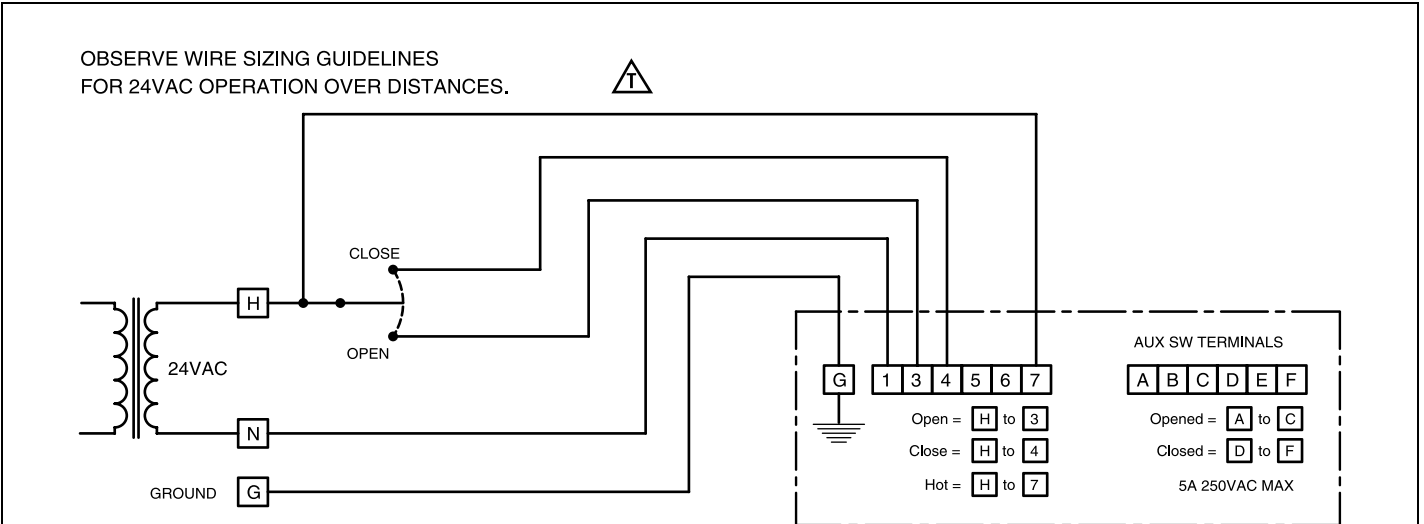 OBSERVE WIRE SIZING GUIDELINES
FOR 24VAC OPERATION OVER DISTANCES.
T
CLOSE
H
OPEN
24VAC
N
GROUND G
AUX SW TERMINALS
G 1 3 4 5 6 7
A B C D E F
Open = H to 3
Close = H to 4
Hot = H to 7
Opened = A to C
Closed = D to F
5A 250VAC MAX